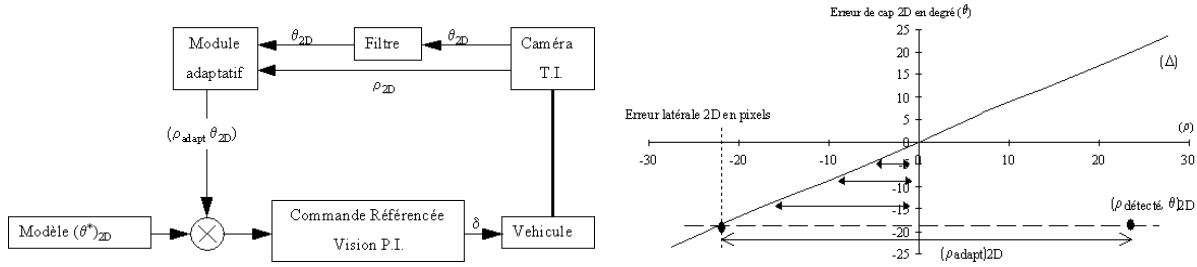 Module
adaptatif
θ2D
Filtre
θ2D
Caméra
T.I.
ρ2D
(ρadapt θ2D)
Modèle (θ*)2D
Commande Référencée
Vision P.I.
δ
Vehicule
Erreur de cap 2D en degré (θ)
25
20
15
10
5
0
-5
-10
-15
-20
-25
(Δ)
Erreur latérale 2D en pixels
(ρ)
-30
-20
-10
0
10
20
30
(ρ détecté, θ)2D
(ρ adapt)2D